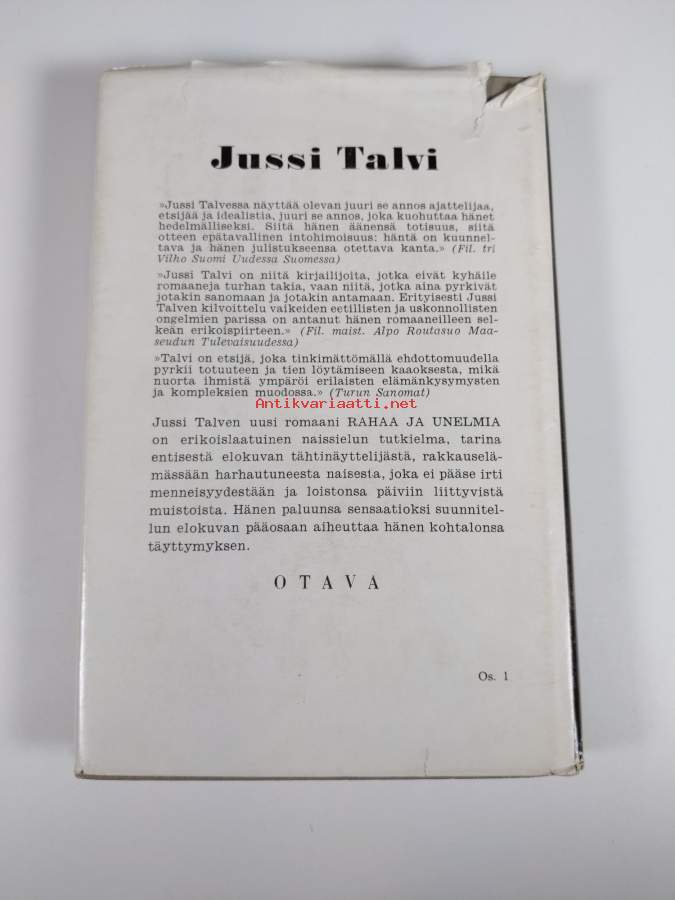 Jussi Talvi
»Jussi Talvessa näyttää olevan juuri se annos ajattelijaa,
etsijää ja idealistia, juuri se annos, joka kuohuttaa hänet
hedelmälliseksi. Siitä hänen äänensä totisuus, siitä
otteen epätavallinen intohimoisuus: häntä on kuunnel-
tava ja hänen julistukseensa otettava kanta.» (Fil. tri
Vilho Suomi Uudessa Suomessa)
»Jussi Talvi on niitä kirjailijoita, jotka eivät kyhäile
romaaneja turhan takia, vaan niitä, jotka aina pyrkivät
jotakin sanomaan ja jotakin antamaan. Erityisesti Jussi
Talven kilvoittelu vaikeiden eetillisten ja uskonnollisten
ongelmien parissa on antanut hänen romaaneilleen sel-
keän erikoispiirteen.» (Fil. maist. Alpo Routasuo Maa-
seudun Tulevaisuudessa)
»Talvi on etsijä, joka tinkimättömällä ehdottomuudella
pyrkii totuuteen ja tien löytämiseen kaaoksesta, mikä
nuorta ihmistä ympäröi erilaisten elämänkysymysten
ja kompleksien muodossa.» (Turun Sanomat)
Antikvariaatti.net
Jussi Talven uusi romaani RAHAA JA UNELMIA
on erikoislaatuinen naissielun tutkielma, tarina
entisestä elokuvan tähtinäyttelijästä, rakkauselä-
mässään harhautuneesta naisesta, joka ei pääse irti
menneisyydestään ja loistonsa päiviin liittyvistä
muistoista. Hänen paluunsa sensaatioksi suunnitel-
lun elokuvan pääosaan aiheuttaa hänen kohtalonsa
täyttymyksen.
OTAVA
Os. 1